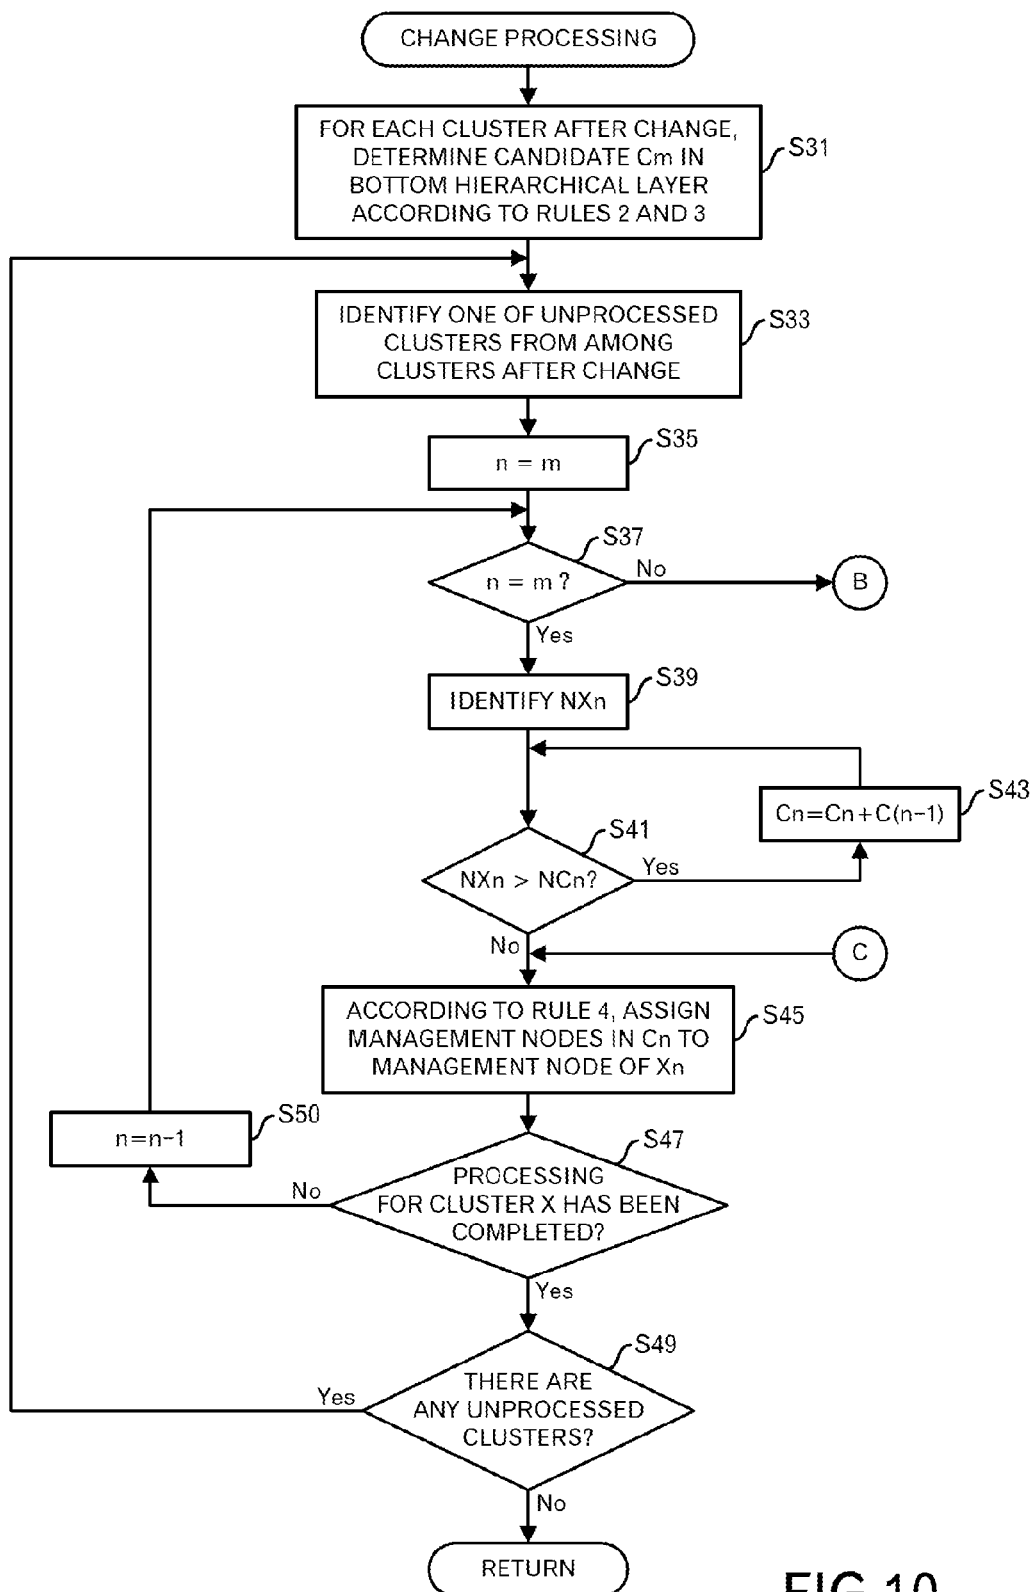 CHANGE PROCESSING
FOR EACH CLUSTER AFTER CHANGE,
DETERMINE CANDIDATE Cm IN
BOTTOM HIERARCHICAL LAYER
ACCORDING TO RULES 2 AND 3
S31
IDENTIFY ONE OF UNPROCESSED
CLUSTERS FROM AMONG
CLUSTERS AFTER CHANGE
S33
n = m
S35
n = m ?
S37
No
B
Yes
IDENTIFY NXn
S39
Cn=Cn+C(n-1)
S43
NXn > NCn?
S41
Yes
No
C
ACCORDING TO RULE 4, ASSIGN
MANAGEMENT NODES IN Cn TO
MANAGEMENT NODE OF Xn
S45
n=n-1
S50
PROCESSING
FOR CLUSTER X HAS BEEN
COMPLETED?
S47
No
Yes
THERE ARE
ANY UNPROCESSED
CLUSTERS?
S49
Yes
No
RETURN
FIG.10